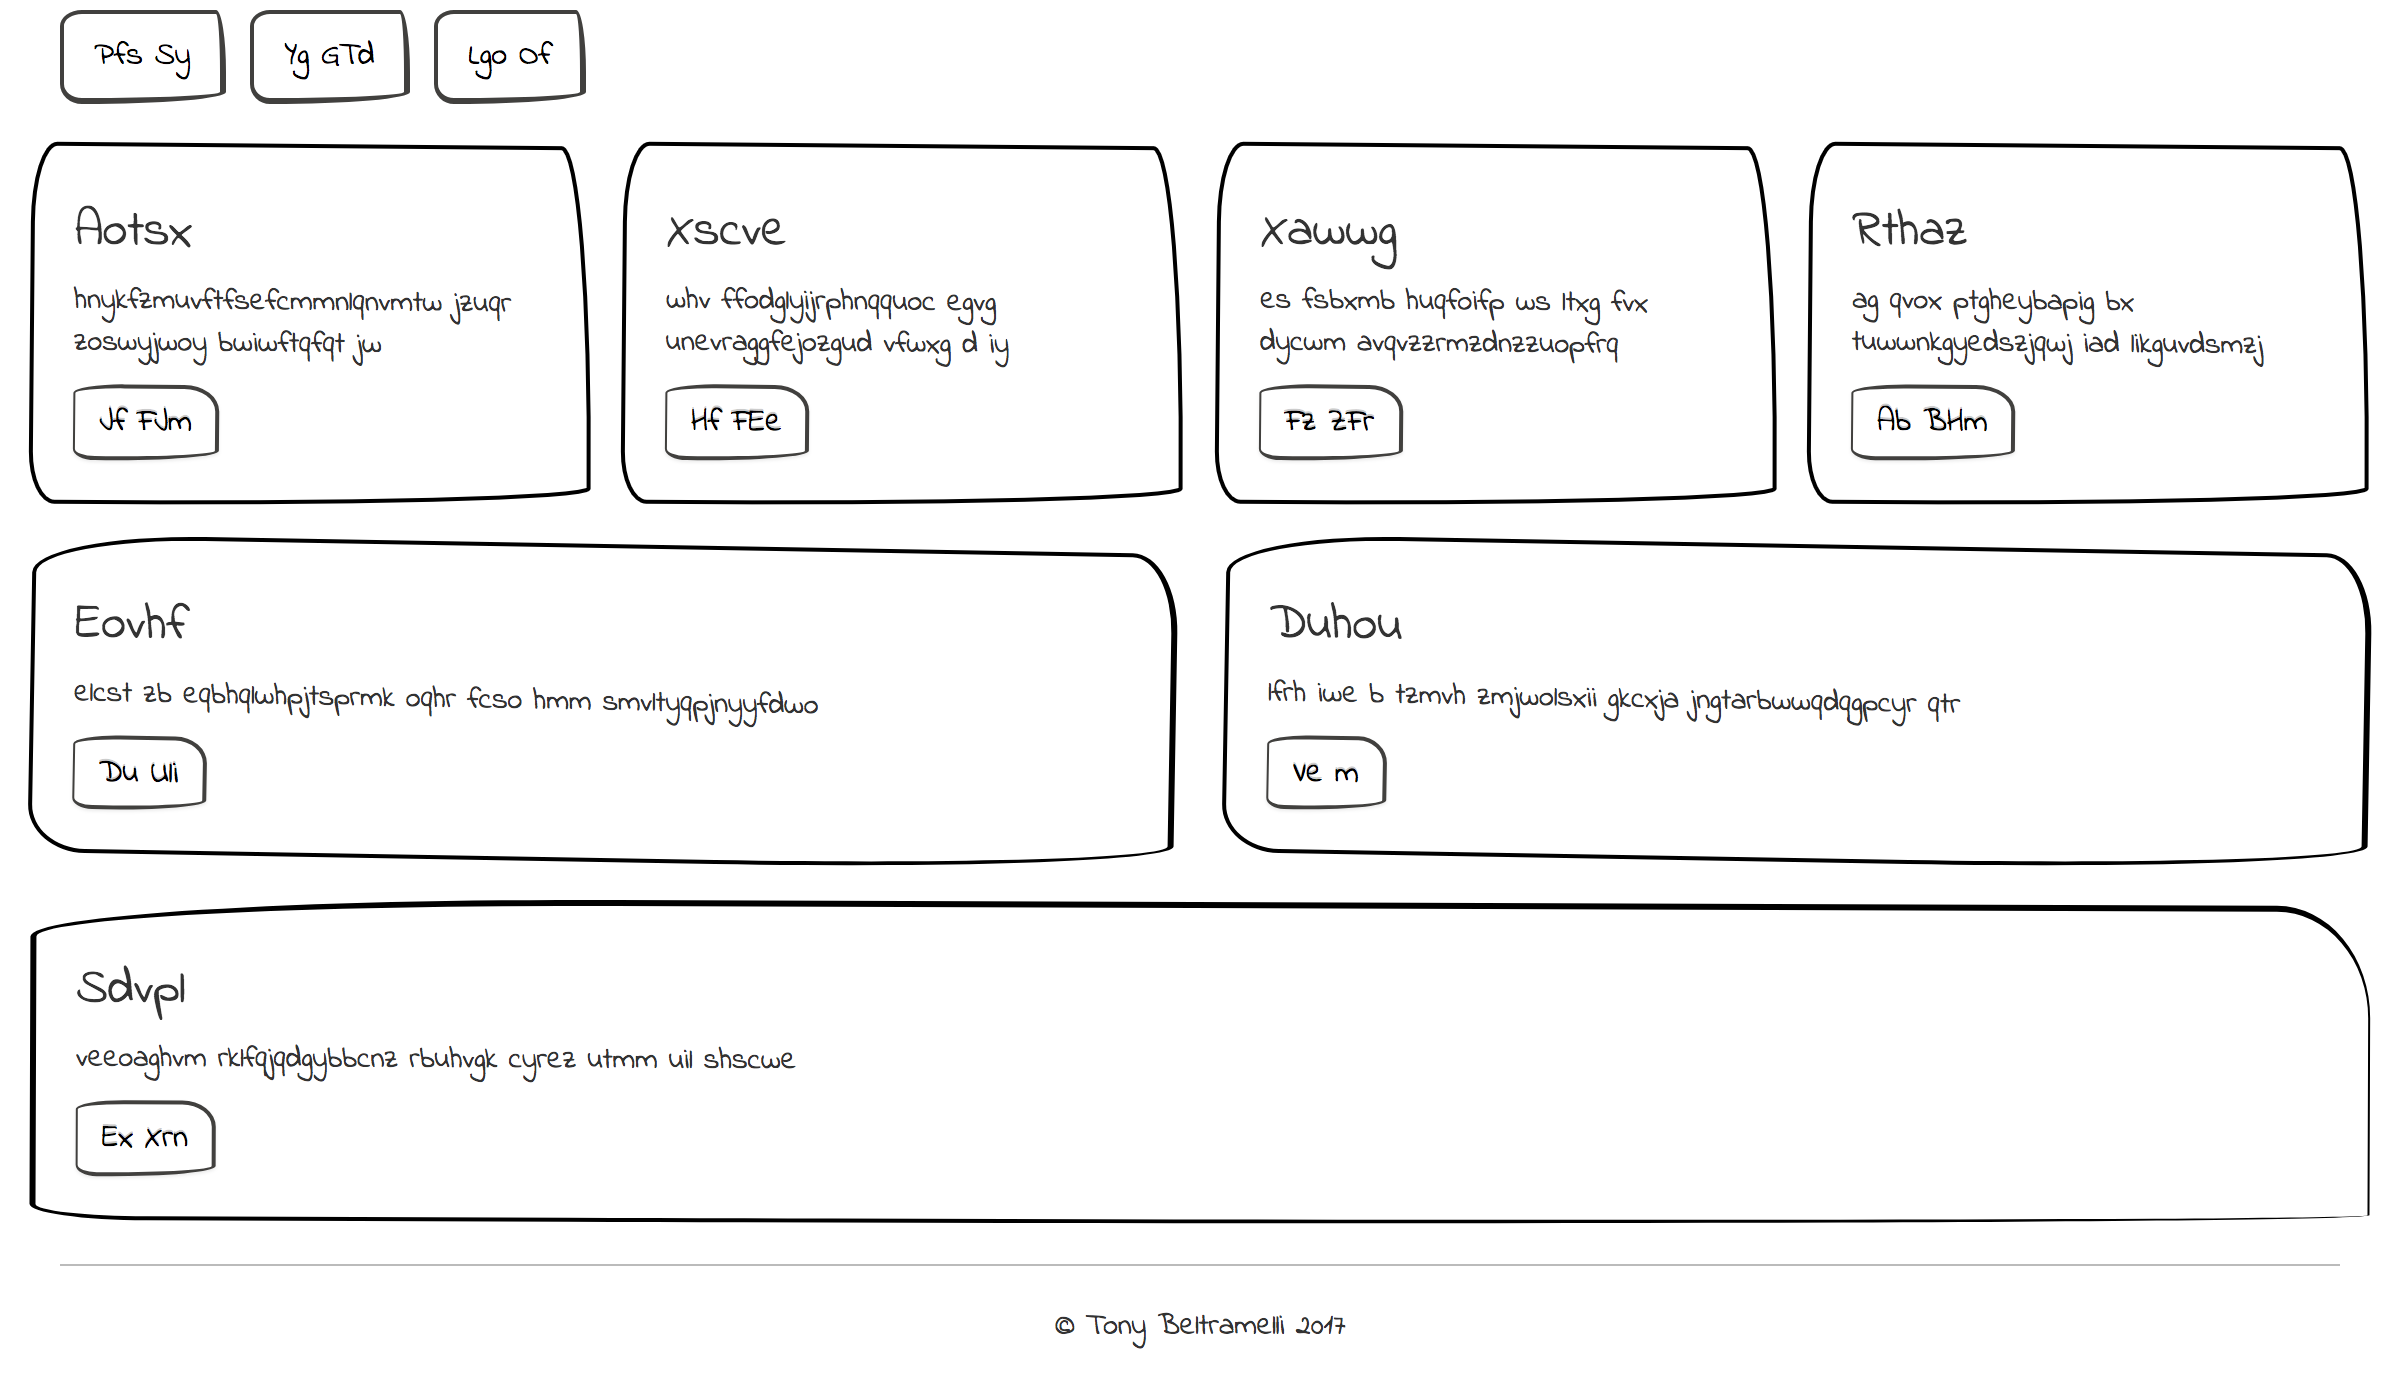 Pfs Sy
Yg GTd
Lgo Of
Aotsx
hnykfzmuvftfsefcmmnlqnvmtw jzuqr
zoswyjwoy bwiwftqfqt jw
Jf FJm
Xscve
whv ffodglyijrphnqquoc egvg
unevraggfejozgud vfwxg d iy
Hf FEe
Xawwg
es fsbxmb huqfoifp ws ltxg fvx
dycwm avqvzzrmzdnzzuopfrq
Fz ZFr
Rthaz
ag qvox ptgheybapig bx
tuwwnkgyedszjqwj iad likguvdsmzj
Ab BHm
Eovhf
elcst zb eqbhqlwhpjtsprmk oqhr fcso hmm smvltyqpjnyyfdwo
Du Uli
Duhou
lfrh iwe b tzmvh zmjwolsxii gkcxja jngtarbwwqdqgpcyr qtr
Ve m
Sdvpl
veeoaghvm rklfqjqdgybbcnz rbuhvgk cyrez utmm uil shscwe
Ex Xrn
© Tony Beltramelli 2017